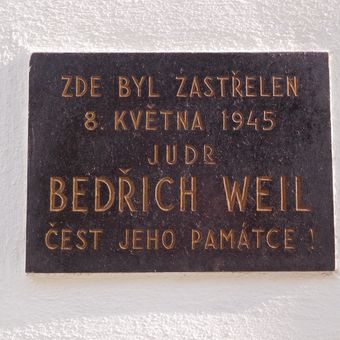 ZDE BYL ZASTŘELEN
8. KVĚTNA 1945
JUDR
BEDŘICH WEIL
ČEST JEHO PAMÁTCE !